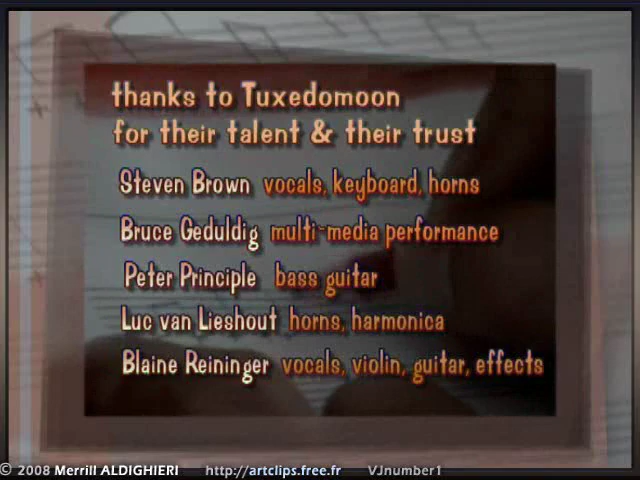 thanks to Tuxedomoon
for their talent & their trust
Steven Brown vocals, keyboard, horns
Bruce Geduldig multi-media performance
Peter Principle bass guitar
Luc van Lieshout horns, harmonica
Blaine Reininger vocals, violin, guitar, effects
© 2008 Merrill ALDIGHIERI http://artclips.free.fr VJnumber1